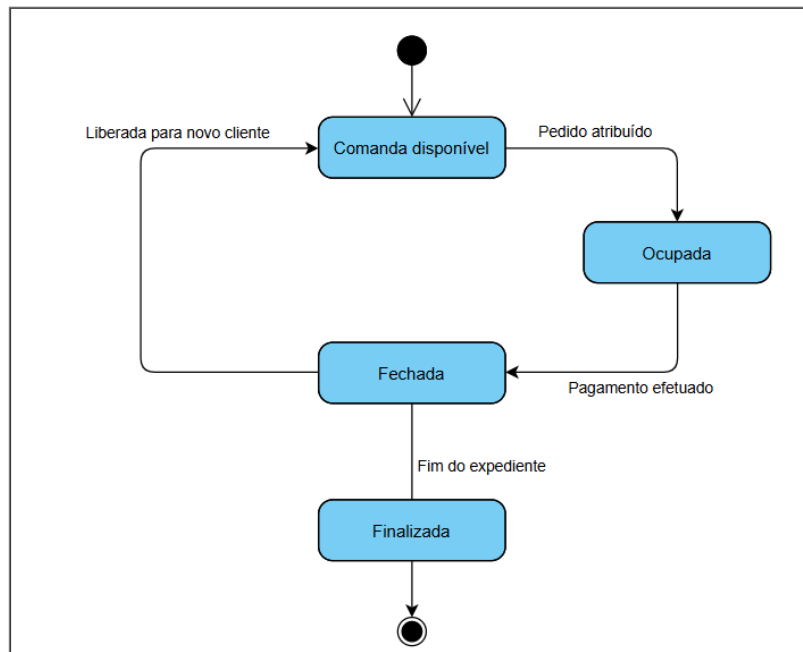 Liberada para novo cliente
Pedido atribuído
Comanda disponível
Ocupada
Fechada
Pagamento efetuado
Fim do expediente
Finalizada